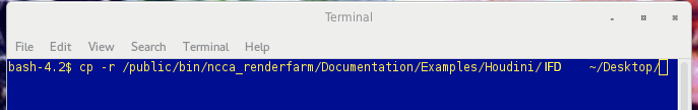 Terminal
File Edit View Search Terminal Help
bash-4.2$ cp -r /public/bin/ncca_renderfarm/Documentation/Examples/Houdini/IFD ~/Desktop/